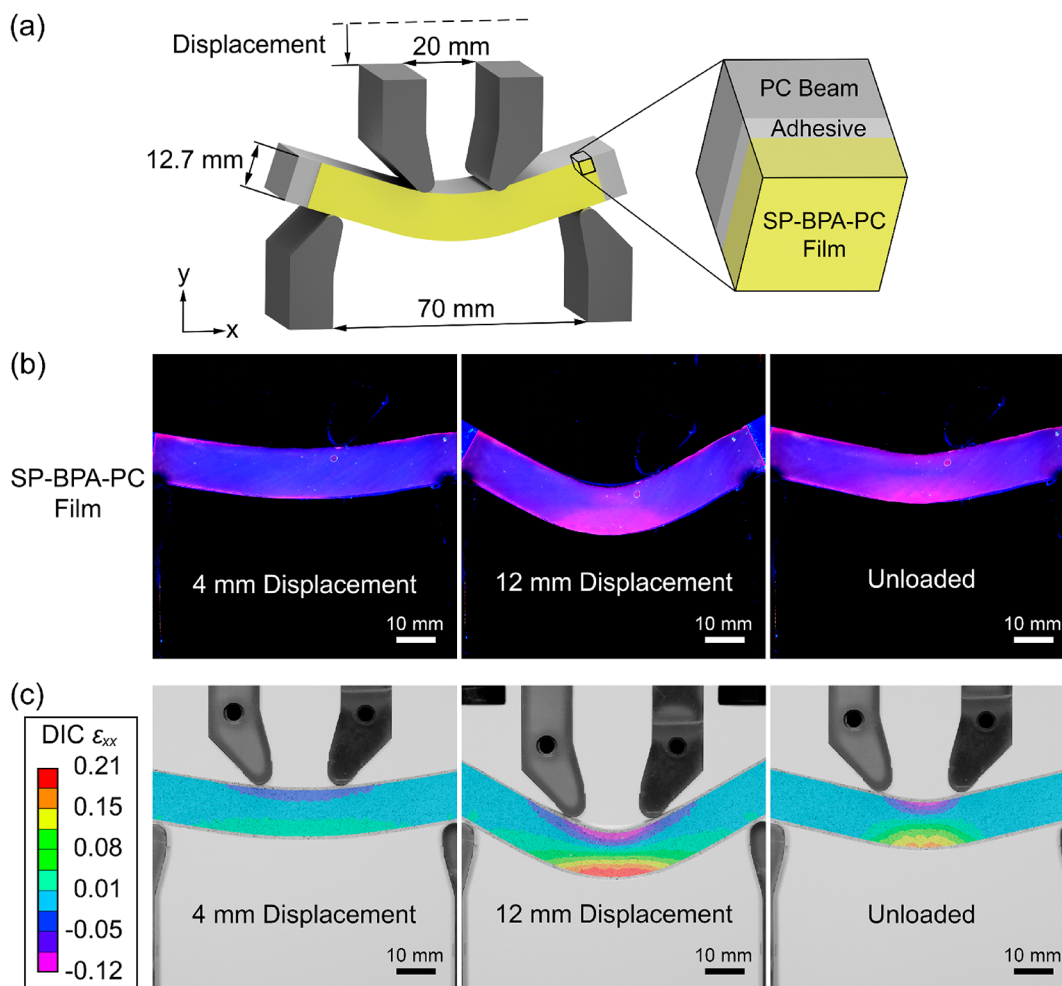 (a)
Displacement
20 mm
12.7 mm
70 mm
y
x
PC Beam
Adhesive
SP-BPA-PC
Film
(b)
SP-BPA-PC
Film
4 mm Displacement
10 mm
12 mm Displacement
10 mm
Unloaded
10 mm
(c)
DIC εxx
0.21
0.15
0.08
0.01
-0.05
-0.12
4 mm Displacement
10 mm
12 mm Displacement
10 mm
Unloaded
10 mm